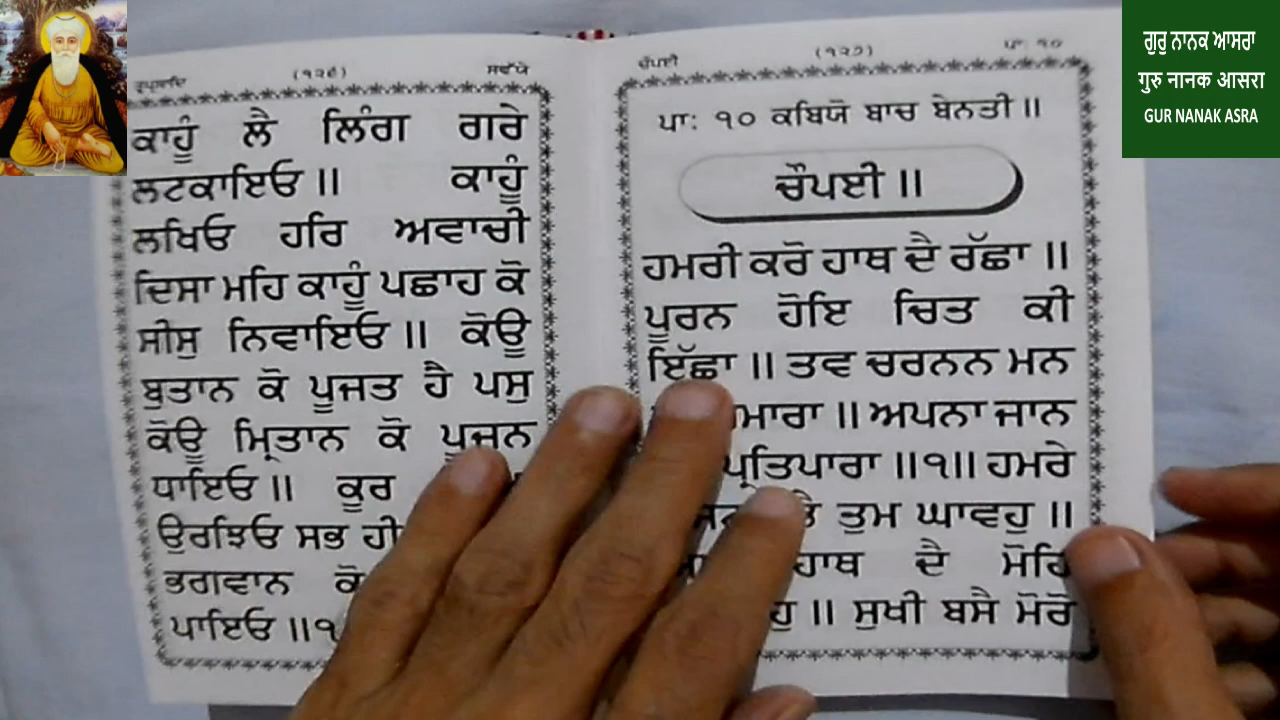 (੧੨੬)
ਸਵੱਯੇ
ਕਾਹੂੰ ਲੈ ਲਿੰਗ ਗਰੇ
ਲਟਕਾਇਓ ॥ ਕਾਹੂੰ
ਲਖਿਓ ਹਰਿ ਅਵਾਚੀ
ਦਿਸਾ ਮਹਿ ਕਾਹੂੰ ਪਛਾਹ ਕੋ
ਸੀਸੁ ਨਿਵਾਇਓ ॥ ਕੋਊ
ਬੁਤਾਨ ਕੋ ਪੂਜਤ ਹੈ ਪਸੁ
ਕੋਊ ਮ੍ਰਿਤਾਨ ਕੋ ਪੂਜਨ
ਧਾਇਓ ॥ ਕੂਰ
ਉਰਝਿਓ ਸਭ ਹੀ
ਭਗਵਾਨ ਕੋ
ਪਾਇਓ ॥੧
ਚੌਪਈ
(੧੨੭)
ਪਾ: ੧੦
ਪਾ: ੧੦ ਕਬਿਯੋ ਬਾਚ ਬੇਨਤੀ ॥
ਚੌਪਈ ॥
ਹਮਰੀ ਕਰੋ ਹਾਥ ਦੈ ਰੱਛਾ ॥
ਪੂਰਨ ਹੋਇ ਚਿਤ ਕੀ
ਇੱਛਾ ॥ ਤਵ ਚਰਨਨ ਮਨ
ਮਾਰਾ ॥ ਅਪਨਾ ਜਾਨ
ਪ੍ਰਤਿਪਾਰਾ ॥੧॥ ਹਮਰੇ
ਤੁਮ ਘਾਵਹੁ ॥
ਹਾਥ ਦੈ ਮੋਹਿ
ਹੁ ॥ ਸੁਖੀ ਬਸੈ ਮੋਰੋ
ਗੁਰੂ ਨਾਨਕ ਆਸਰਾ
गुरु नानक आसरा
GUR NANAK ASRA